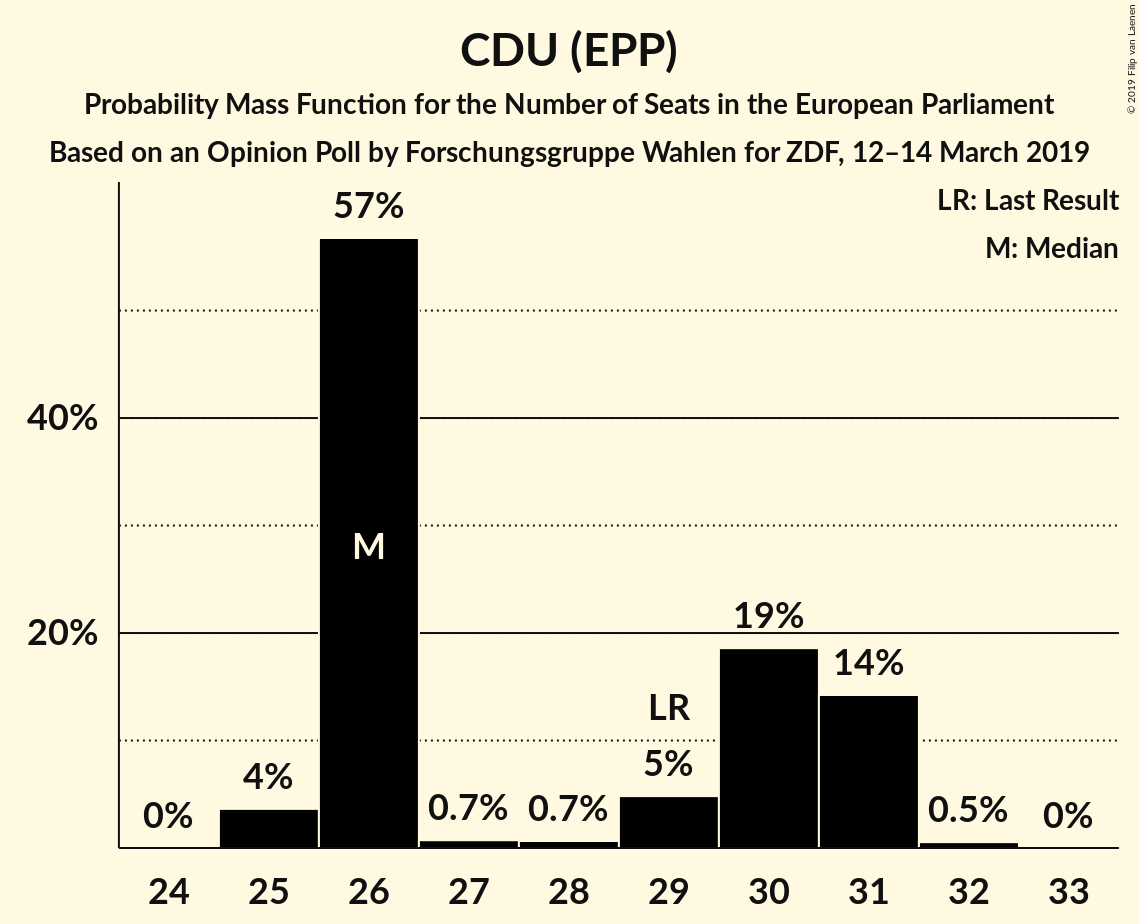 CDU (EPP)
Probability Mass Function for the Number of Seats in the European Parliament
Based on an Opinion Poll by Forschungsgruppe Wahlen for ZDF, 12–14 March 2019
© 2019 Filip van Laenen
LR: Last Result
M: Median
57%
40%
M
20%
19%
14%
LR
5%
4%
0%
0.7%
0.7%
0.5%
0%
24 25 26 27 28 29 30 31 32 33